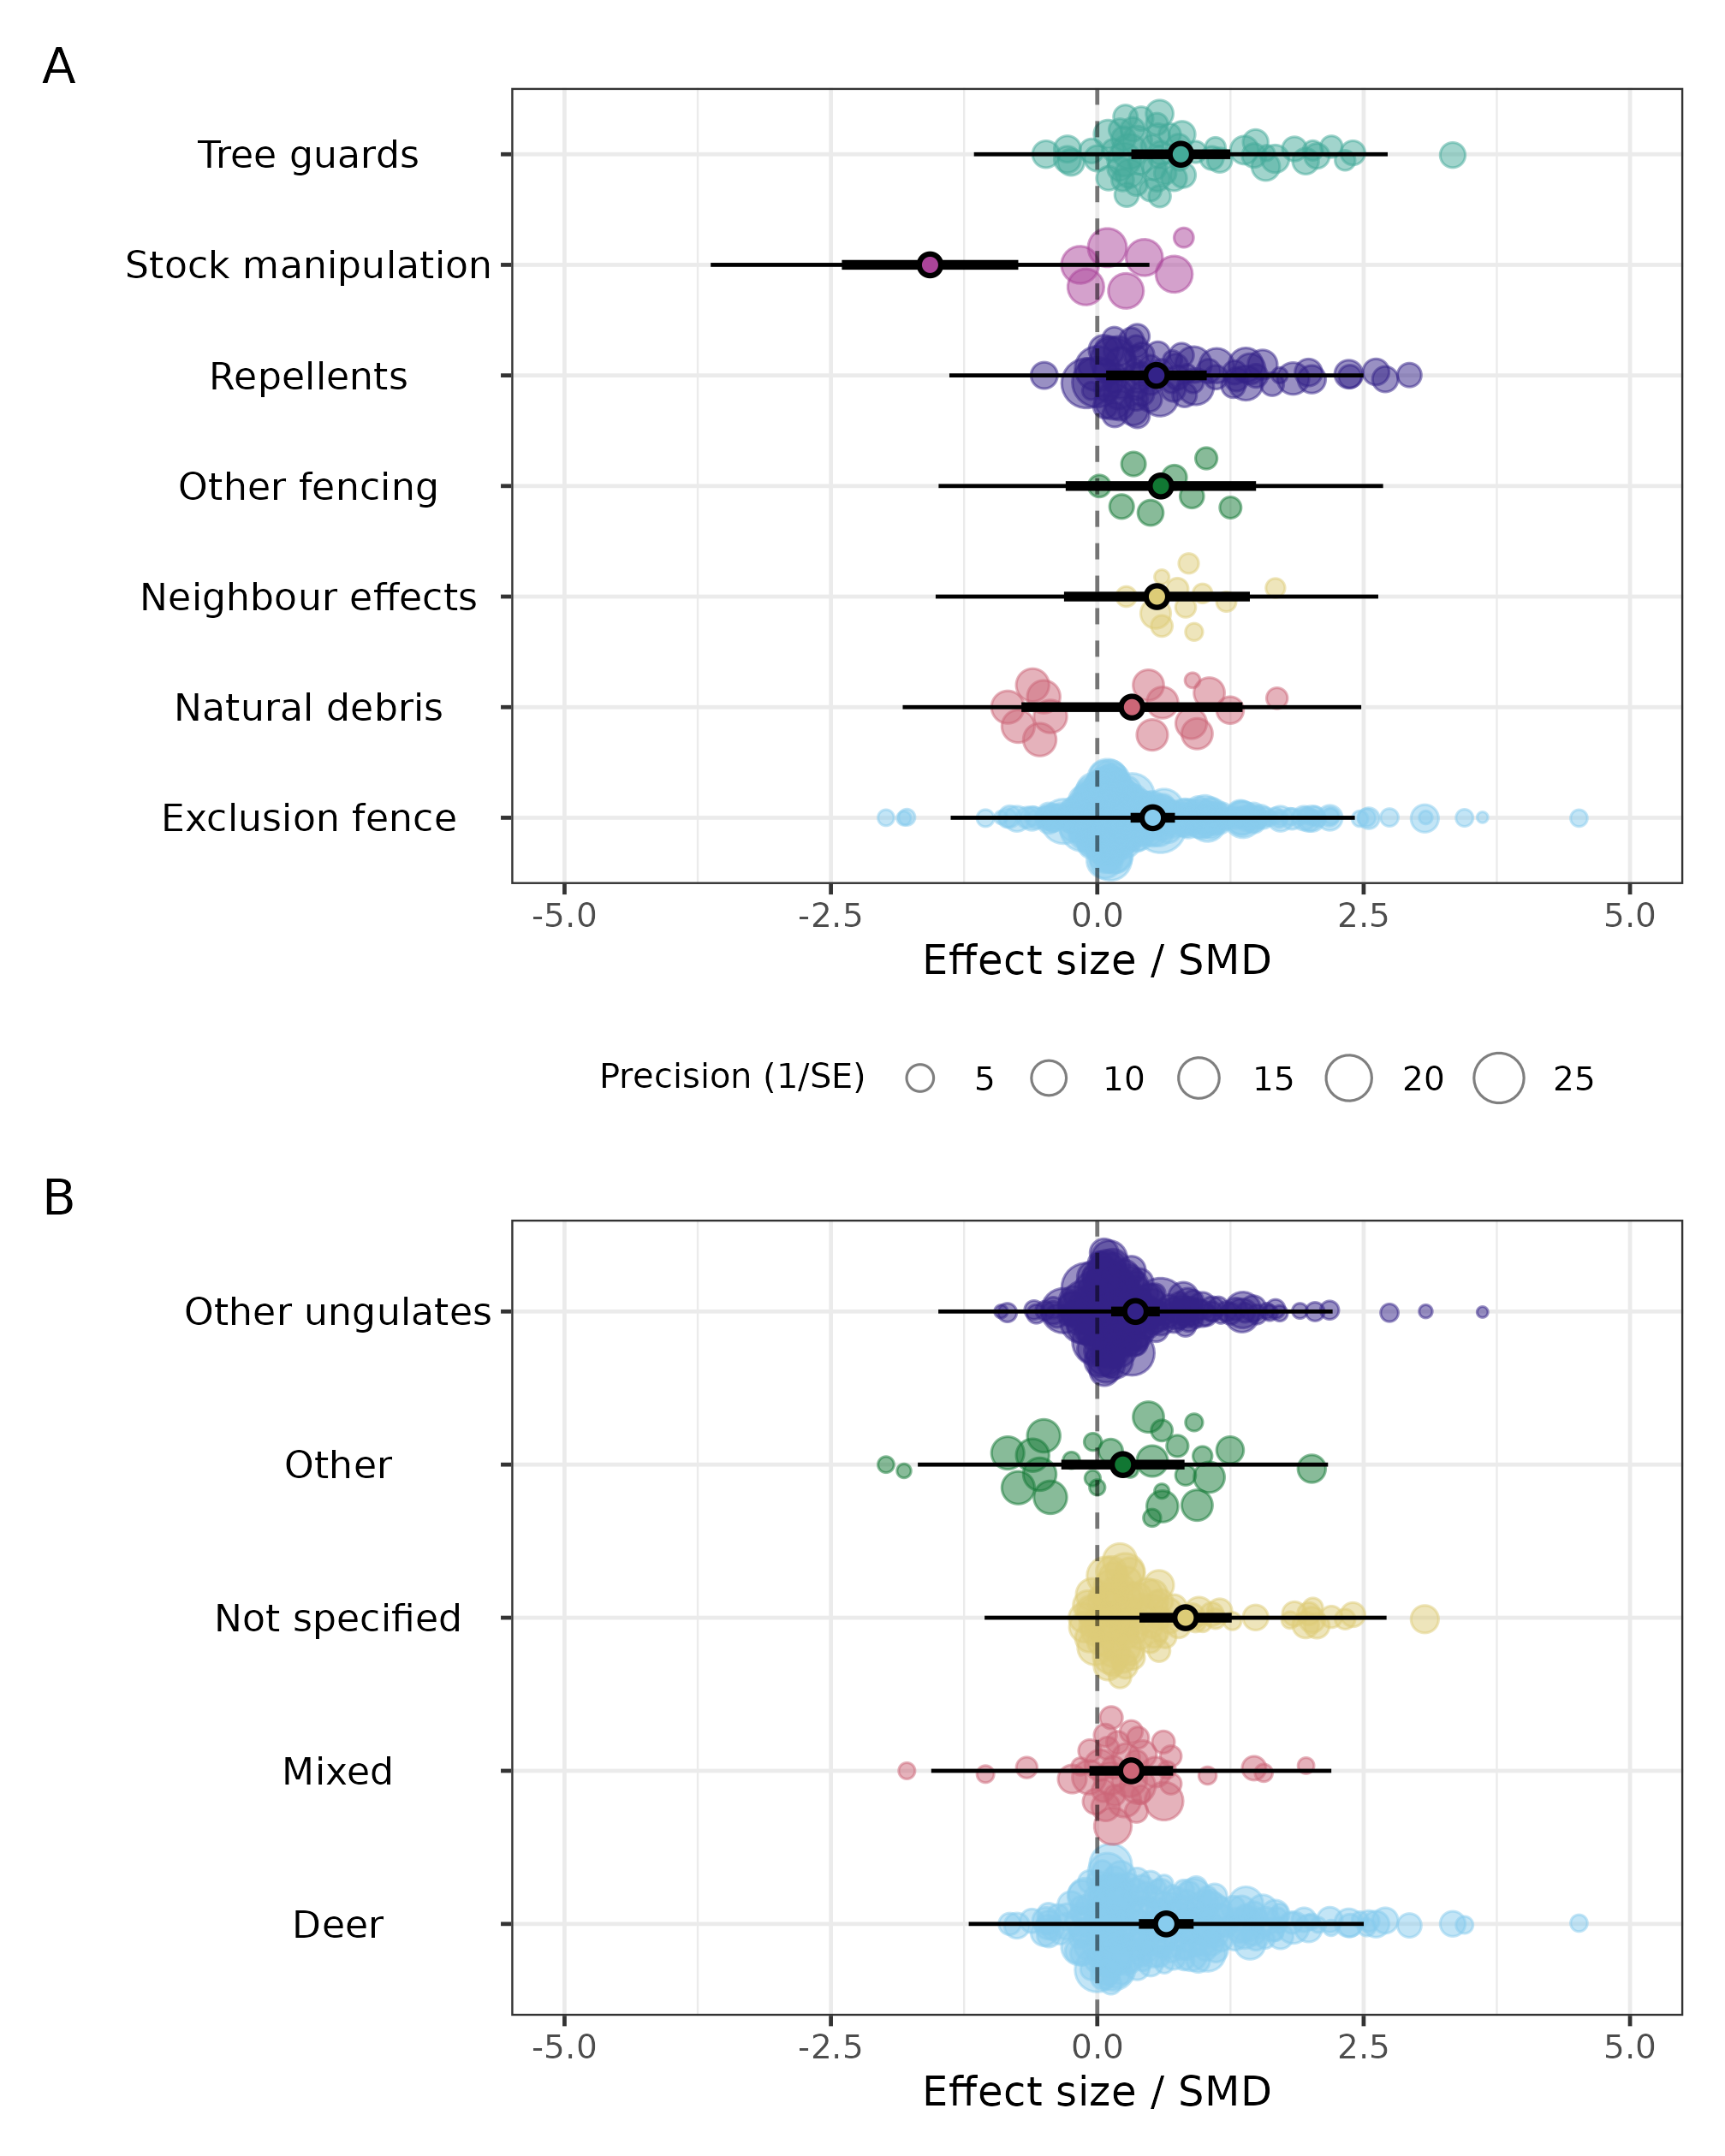 A
Tree guards
Stock manipulation
Repellents
Other fencing
Neighbour effects
Natural debris
Exclusion fence
-5.0 -2.5 0.0 2.5 5.0
Effect size / SMD
Precision (1/SE) 5 10 15 20 25
B
Other ungulates
Other
Not specified
Mixed
Deer
-5.0 -2.5 0.0 2.5 5.0
Effect size / SMD